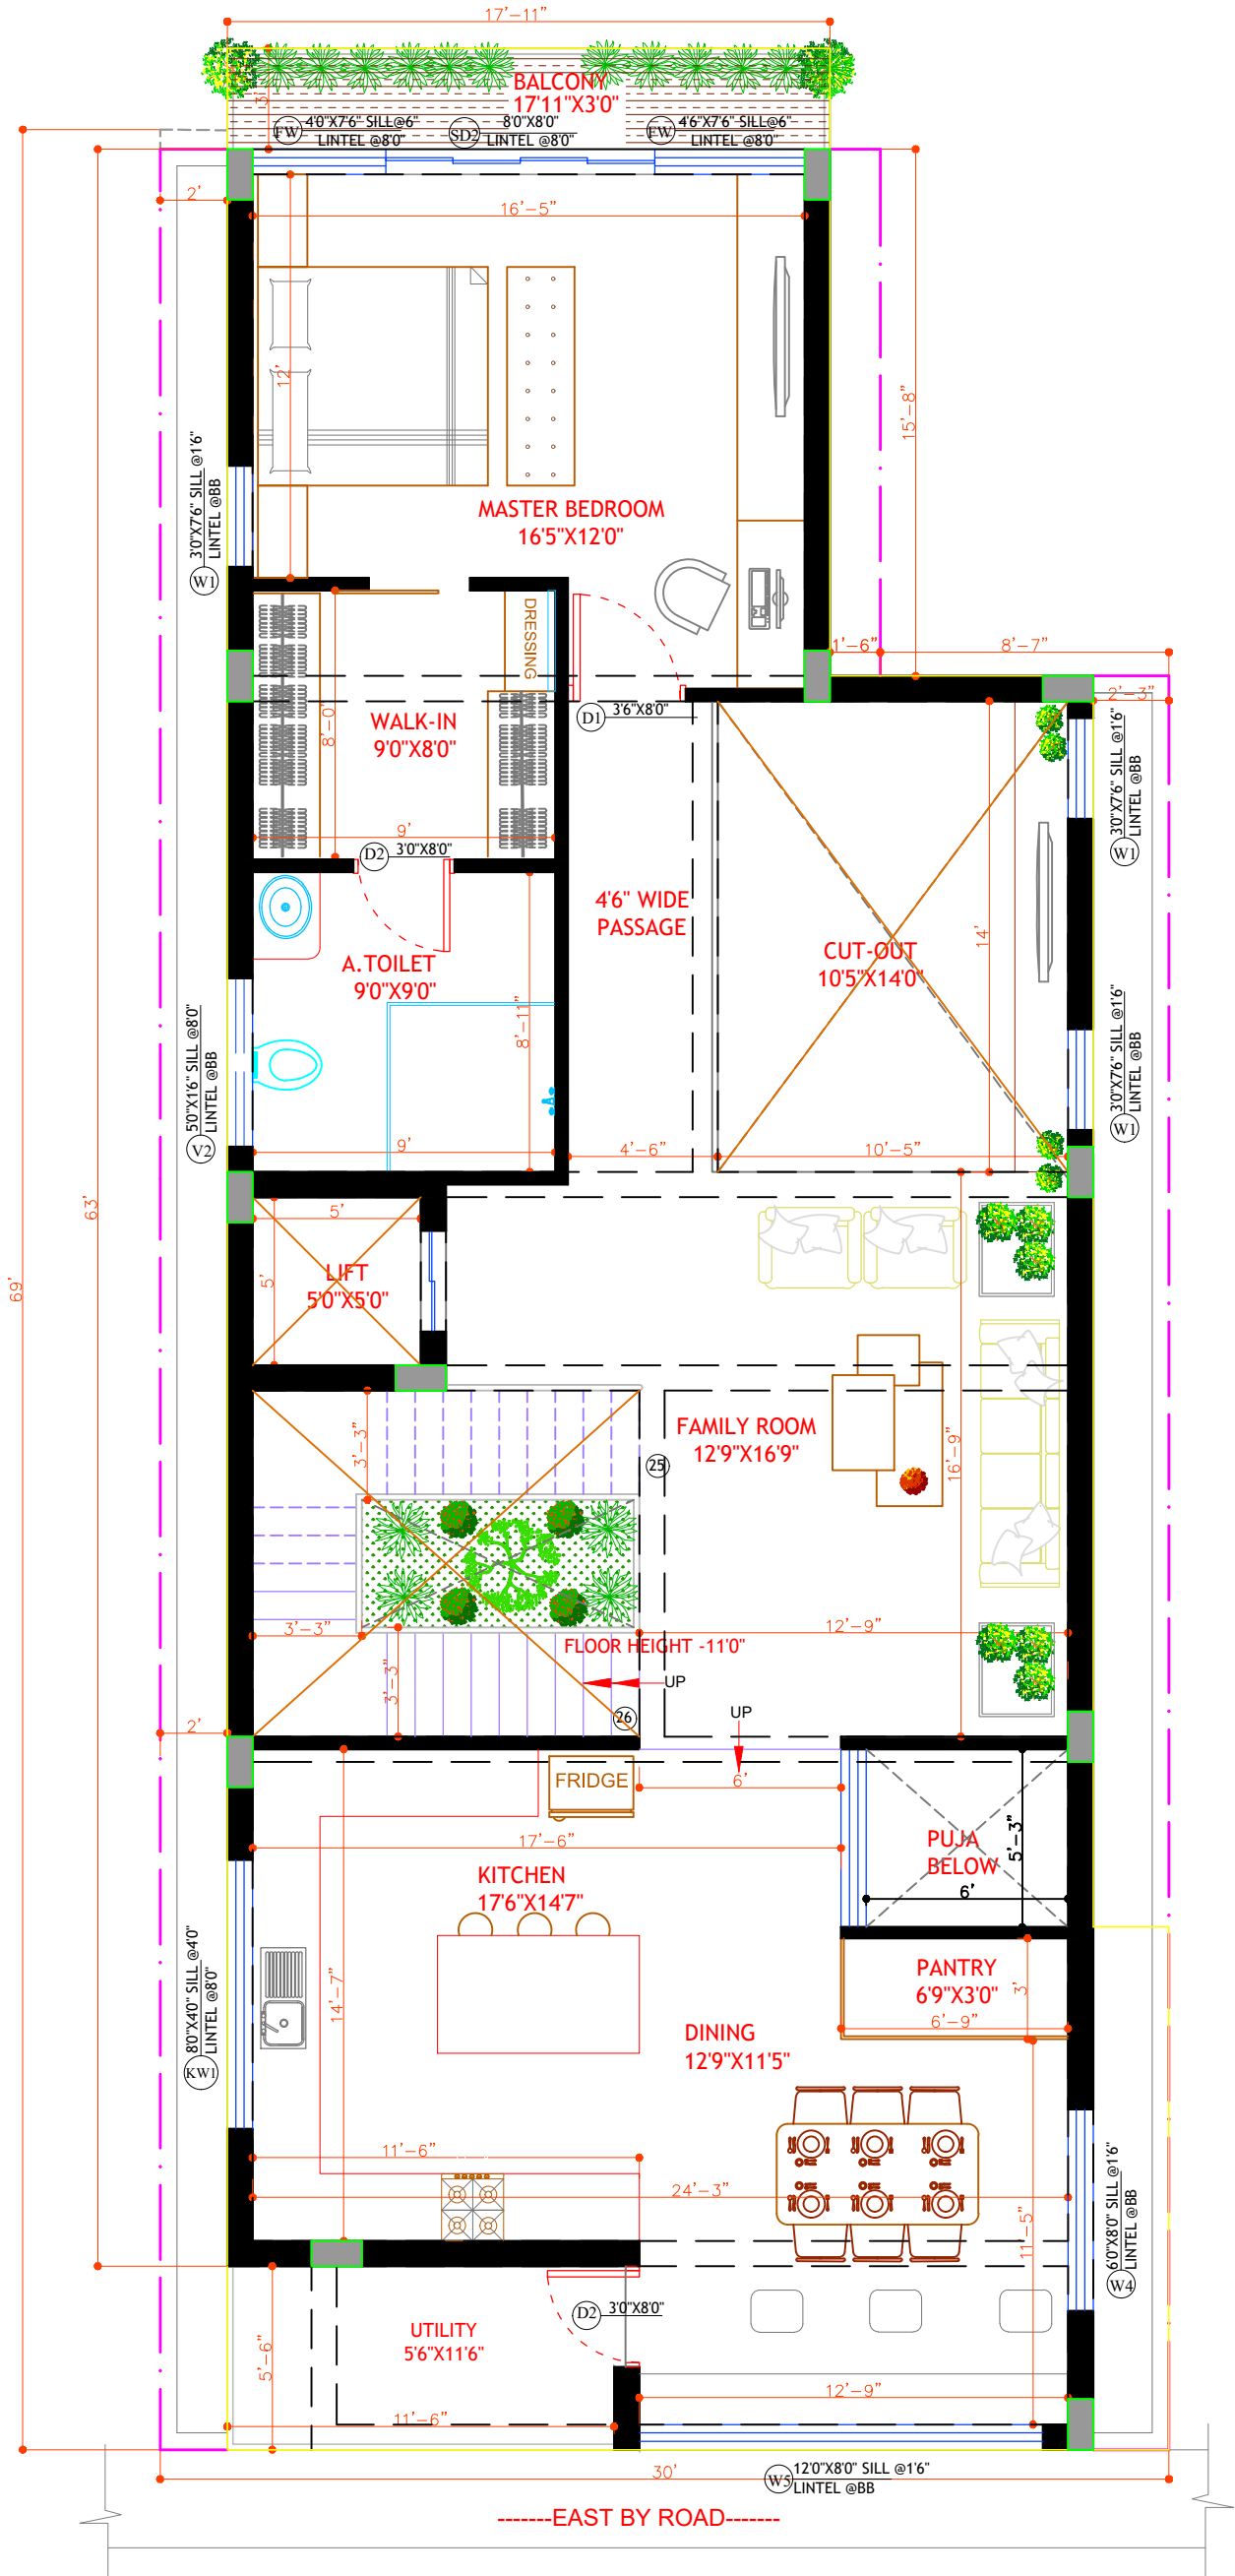 17'-11"
BALCONY
17'11"X3'0"
3'
FW 4'0"X7'6" SILL@6"
LINTEL @8'0"
SD2 8'0"X8'0"
LINTEL @8'0"
FW 4'6"X7'6" SILL @6"
LINTEL @8'0"
2'
16'-5"
12'
15'-8"
MASTER BEDROOM
16'5"X12'0"
W1 3'0"X7'6" SILL @1'6"
LINTEL @BB
DRESSING
1'-6"
8'-7"
2'-3"
D1 3'6"X8'0"
WALK-IN
9'0"X8'0"
8'-0"
9'
D2 3'0"X8'0"
W1 3'0"X7'6" SILL @1'6"
LINTEL @BB
4'6" WIDE
PASSAGE
14'
CUT-OUT
10'5"X14'0"
A.TOILET
9'0"X9'0"
8'-11"
V2 5'0"X1'6" SILL @8'0"
LINTEL @BB
W1 3'0"X7'6" SILL @1'6"
LINTEL @BB
9'
4'-6"
10'-5"
63'
69'
5'
LIFT
5'0"X5'0"
5'
FAMILY ROOM
12'9"X16'9"
16'-9"
3'-3"
25
3'-3"
12'-9"
FLOOR HEIGHT -11'0"
3'-3"
UP
26
UP
2'
FRIDGE
6'
17'-6"
PUJA
BELOW
5'-3"
6'
KITCHEN
17'6"X14'7"
14'-7"
PANTRY
6'9"X3'0"
3'
6'-9"
KW1 8'0"X4'0" SILL @4'0"
LINTEL @8'0"
DINING
12'9"X11'5"
11'-6"
24'-3"
11'-5"
W4 6'0"X8'0" SILL @1'6"
LINTEL @BB
D2 3'0"X8'0"
UTILITY
5'6"X11'6"
5'-6"
12'-9"
11'-6"
30'
W5 12'0"X8'0" SILL @1'6"
LINTEL @BB
-------EAST BY ROAD-------